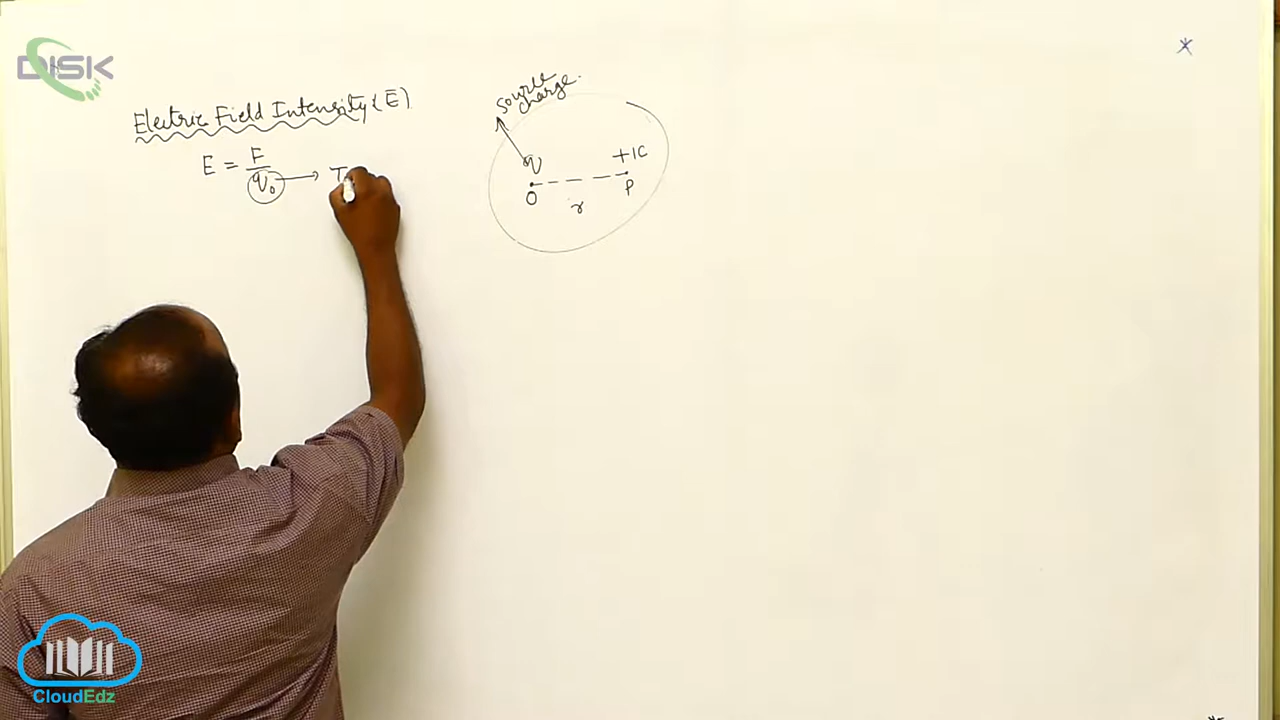 DISK
Electric Field Intensity (E̅)
E = F
q₀ → T
source
charge.
q
+1C
O
r
P
CloudEdz